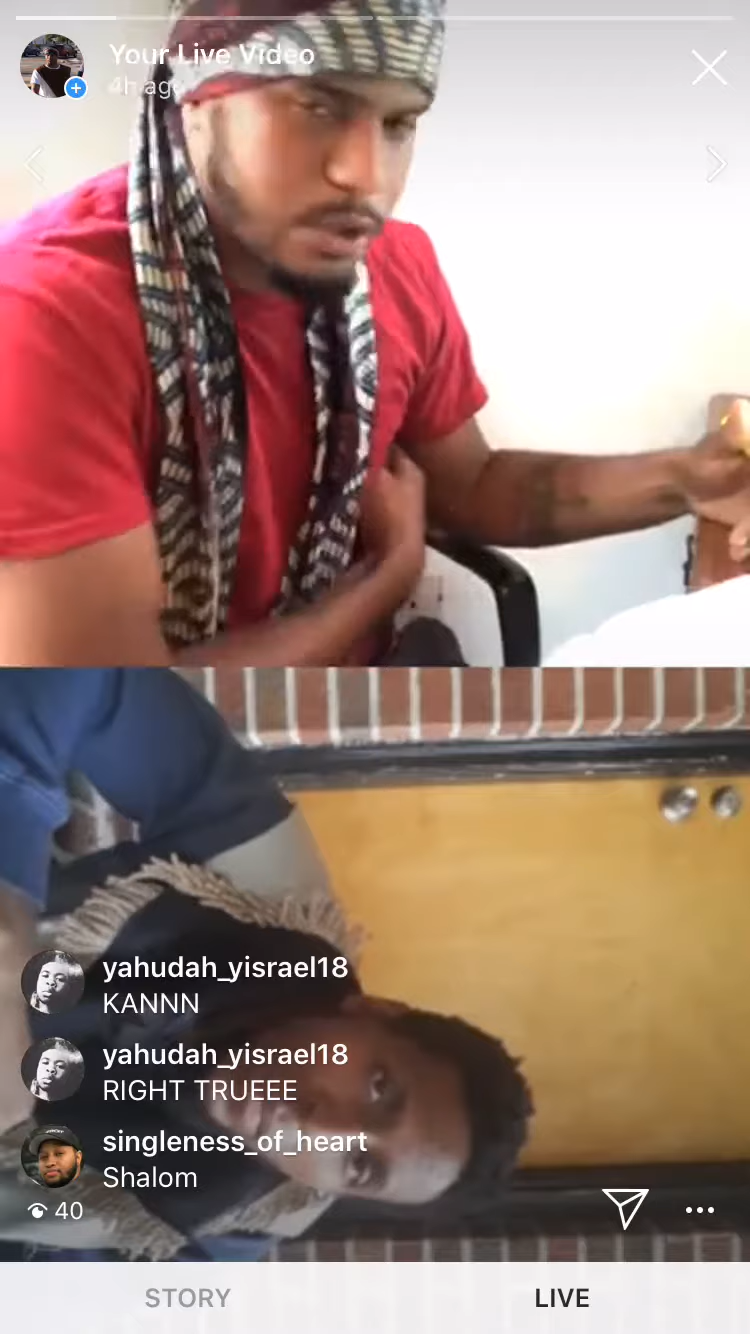 Your Live Video
4h ago
yahudah_yisrael18
KANNN
yahudah_yisrael18
RIGHT TRUEEE
singleness_of_heart
Shalom
40
STORY
LIVE